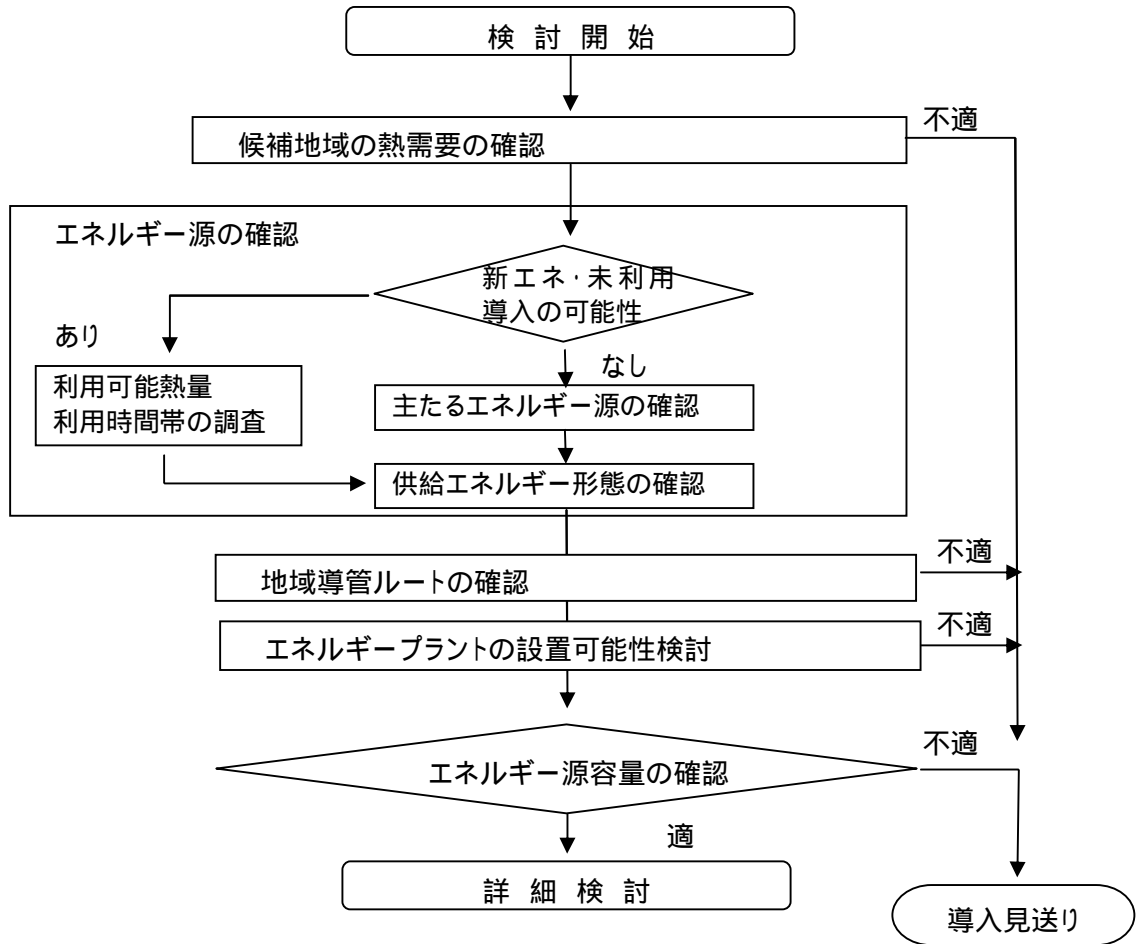 検 討 開 始
不適
候補地域の熱需要の確認
エネルギー源の確認
新エネ・未利用
導入の可能性
あり
なし
利用可能熱量
利用時間帯の調査
主たるエネルギー源の確認
供給エネルギー形態の確認
不適
地域導管ルートの確認
不適
エネルギープラントの設置可能性検討
不適
エネルギー源容量の確認
適
詳 細 検 討
導入見送り